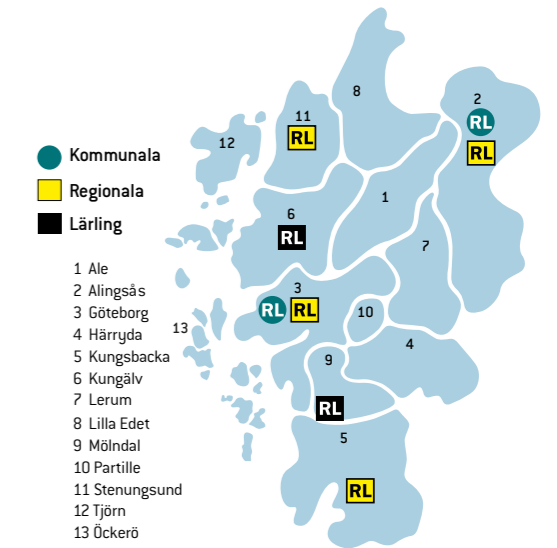 8
11
2
RL
RL
RL
12
Kommunala
Regionala
Lärling
1
6
RL
7
3
RL RL
10
13
4
9
RL
5
RL
1 Ale
2 Alingsås
3 Göteborg
4 Härryda
5 Kungsbacka
6 Kungälv
7 Lerum
8 Lilla Edet
9 Mölndal
10 Partille
11 Stenungsund
12 Tjörn
13 Öckerö